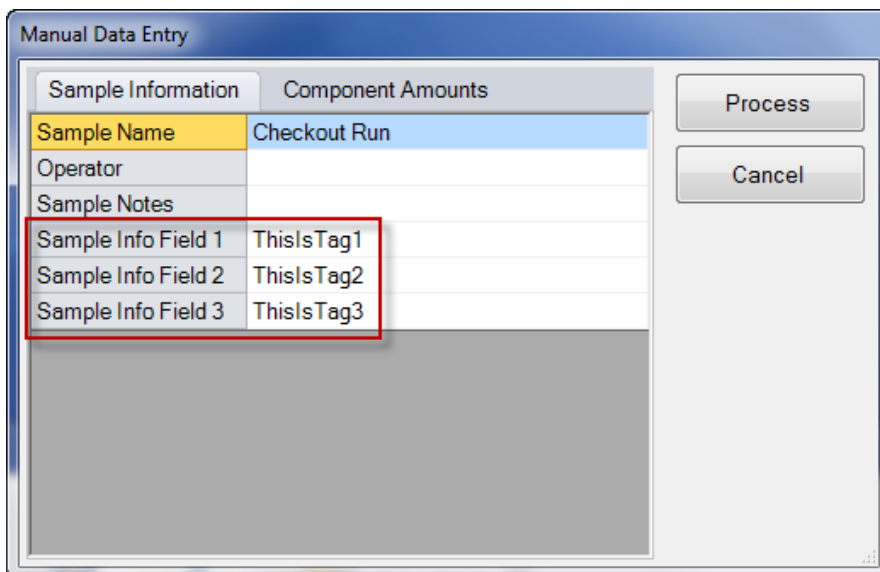 Manual Data Entry
Sample Information Component Amounts
Process
Sample Name Checkout Run
Operator
Cancel
Sample Notes
Sample Info Field 1 ThisIsTag1
Sample Info Field 2 ThisIsTag2
Sample Info Field 3 ThisIsTag3